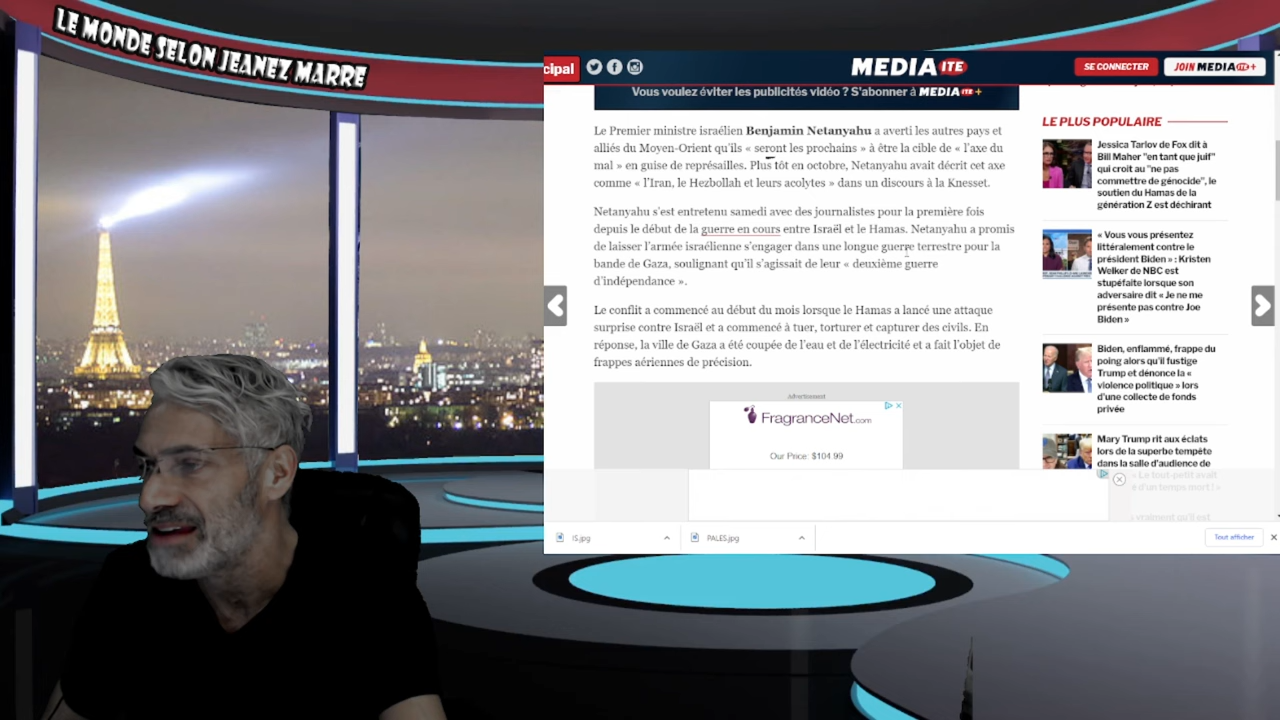 LE MONDE SELON JEANEZ MARRE
cipal
MEDIAITE
SE CONNECTER
JOIN MEDIAITE+
Vous voulez éviter les publicités vidéo ? S'abonner à MEDIAITE+
Le Premier ministre israélien Benjamin Netanyahu a averti les autres pays et
alliés du Moyen-Orient qu'ils « seront les prochains » à être la cible de « l'axe du
mal » en guise de représailles. Plus tôt en octobre, Netanyahu avait décrit cet axe
comme « l'Iran, le Hezbollah et leurs acolytes » dans un discours à la Knesset.
Netanyahu s'est entretenu samedi avec des journalistes pour la première fois
depuis le début de la guerre en cours entre Israël et le Hamas. Netanyahu a promis
de laisser l'armée israélienne s'engager dans une longue guerre terrestre pour la
bande de Gaza, soulignant qu'il s'agissait de leur « deuxième guerre
d'indépendance ».
Le conflit a commencé au début du mois lorsque le Hamas a lancé une attaque
surprise contre Israël et a commencé à tuer, torturer et capturer des civils. En
réponse, la ville de Gaza a été coupée de l'eau et de l'électricité et a fait l'objet de
frappes aériennes de précision.
Advertisement
FragranceNet.com
Our Price: $104.99
LE PLUS POPULAIRE
Jessica Tarlov de Fox dit à
Bill Maher "en tant que juif"
qui croit au "ne pas
commettre de génocide", le
soutien du Hamas de la
génération Z est déchirant
« Vous vous présentez
littéralement contre le
président Biden » : Kristen
Welker de NBC est
stupéfaite lorsque son
adversaire dit « Je ne me
présente pas contre Joe
Biden »
Biden, enflammé, frappe du
poing alors qu'il fustige
Trump et dénonce la «
violence politique » lors
d'une collecte de fonds
privée
Mary Trump rit aux éclats
lors de la superbe tempête
dans la salle d'audience de
« Le tout-petit avait
é d'un temps mort ! »
vraiment qu'il est
IS.jpg
PALES.jpg
Tout afficher